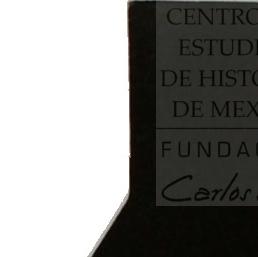 CENTRO
ESTUDI
DE HISTO
DE MEX
FUNDA
Carlos